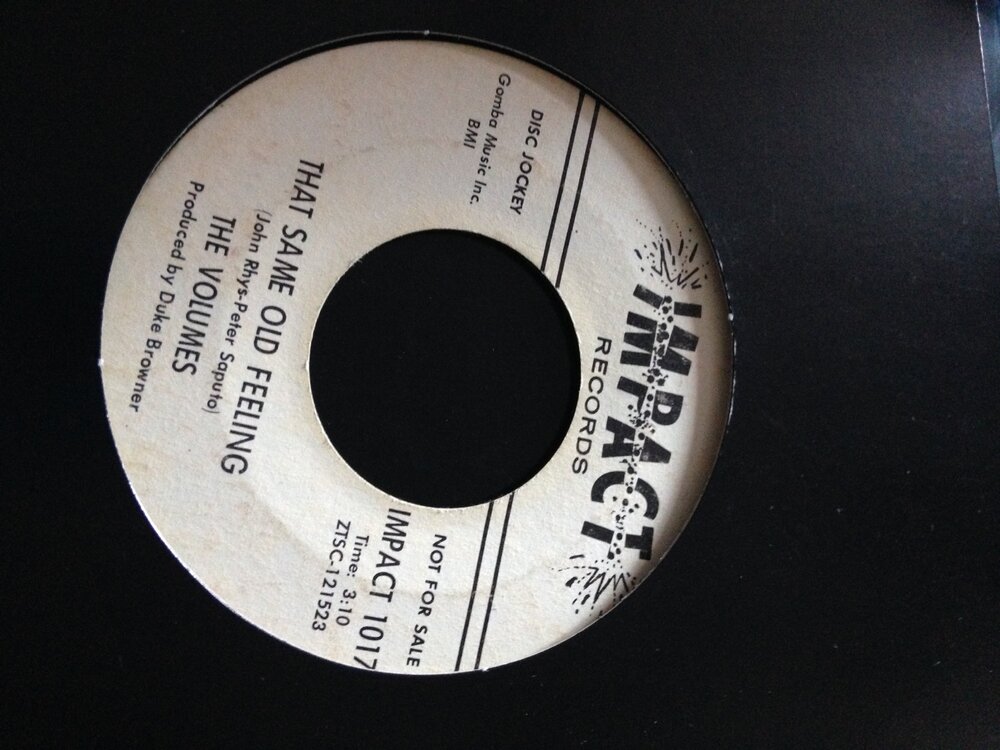 IMPACT
RECORDS
DISC JOCKEY
Gomba Music Inc.
BMI
NOT FOR SALE
IMPACT 1017
Time: 3:10
ZTSC-121523
THAT SAME OLD FEELING
(John Rhys-Peter Saputo)
THE VOLUMES
Produced by Duke Browner